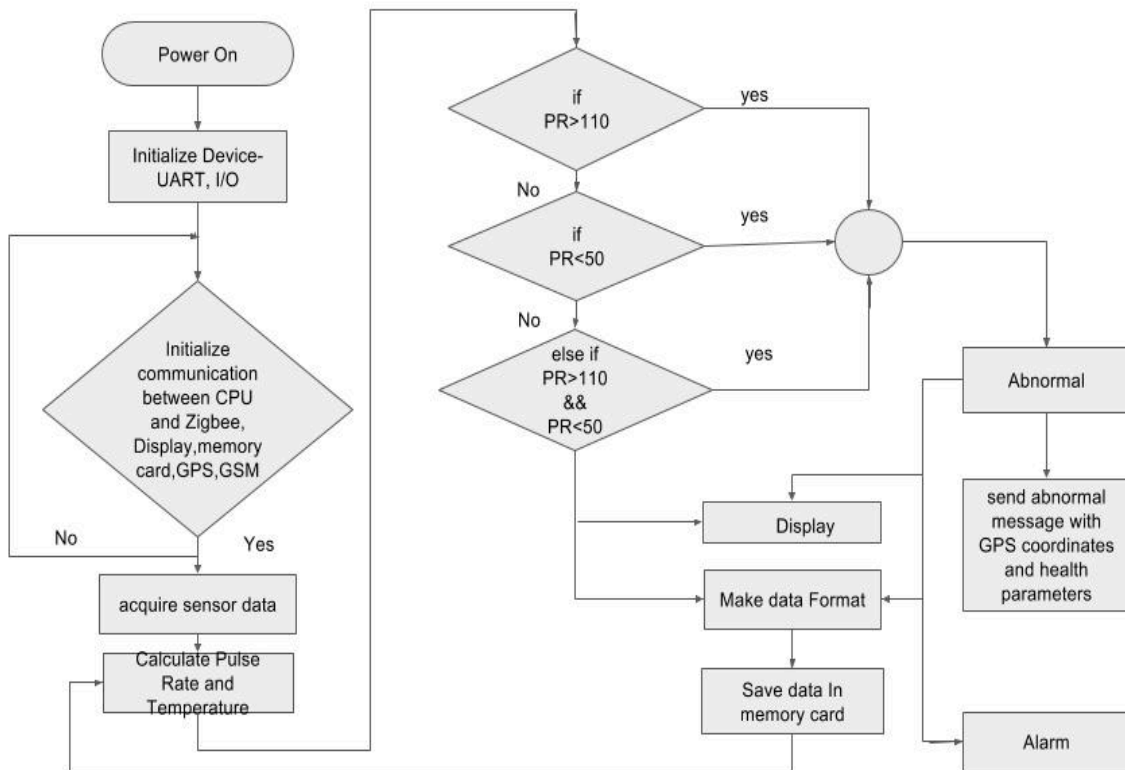 Power On
Initialize Device-
UART, I/O
Initialize
communication
between CPU
and Zigbee,
Display,memory
card,GPS,GSM
No
Yes
acquire sensor data
Calculate Pulse
Rate and
Temperature
if
PR>110
yes
No
if
PR<50
yes
No
else if
PR>110
&&
PR<50
yes
Abnormal
send abnormal
message with
GPS coordinates
and health
parameters
Display
Make data Format
Save data In
memory card
Alarm